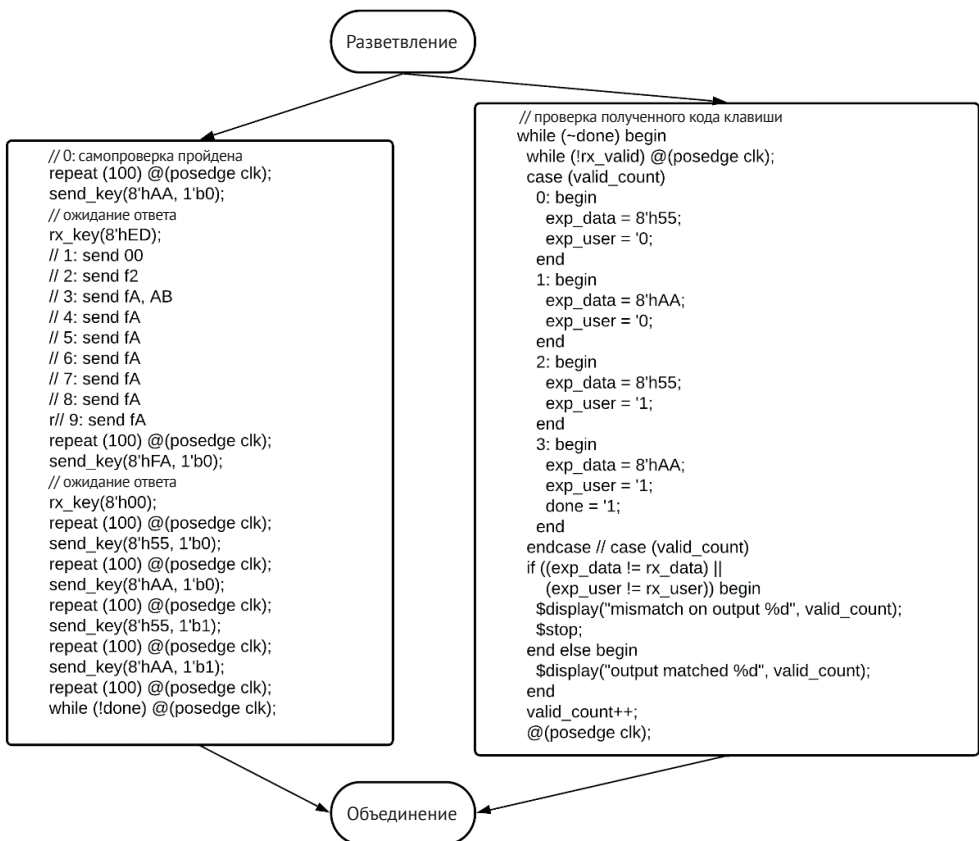 Разветвление
// 0: самопроверка пройдена
repeat (100) @(posedge clk);
send_key(8'hAA, 1'b0);
// ожидание ответа
rx_key(8'hED);
// 1: send 00
// 2: send f2
// 3: send fA, AB
// 4: send fA
// 5: send fA
// 6: send fA
// 7: send fA
// 8: send fA
r// 9: send fA
repeat (100) @(posedge clk);
send_key(8'hFA, 1'b0);
// ожидание ответа
rx_key(8'h00);
repeat (100) @(posedge clk);
send_key(8'h55, 1'b0);
repeat (100) @(posedge clk);
send_key(8'hAA, 1'b0);
repeat (100) @(posedge clk);
send_key(8'h55, 1'b1);
repeat (100) @(posedge clk);
send_key(8'hAA, 1'b1);
repeat (100) @(posedge clk);
while (!done) @(posedge clk);
// проверка полученного кода клавиши
while (~done) begin
while (!rx_valid) @(posedge clk);
case (valid_count)
0: begin
exp_data = 8'h55;
exp_user = '0;
end
1: begin
exp_data = 8'hAA;
exp_user = '0;
end
2: begin
exp_data = 8'h55;
exp_user = '1;
end
3: begin
exp_data = 8'hAA;
exp_user = '1;
done = '1;
end
endcase // case (valid_count)
if ((exp_data != rx_data) ||
(exp_user != rx_user)) begin
$display("mismatch on output %d", valid_count);
$stop;
end else begin
$display("output matched %d", valid_count);
end
valid_count++;
@(posedge clk);
Объединение